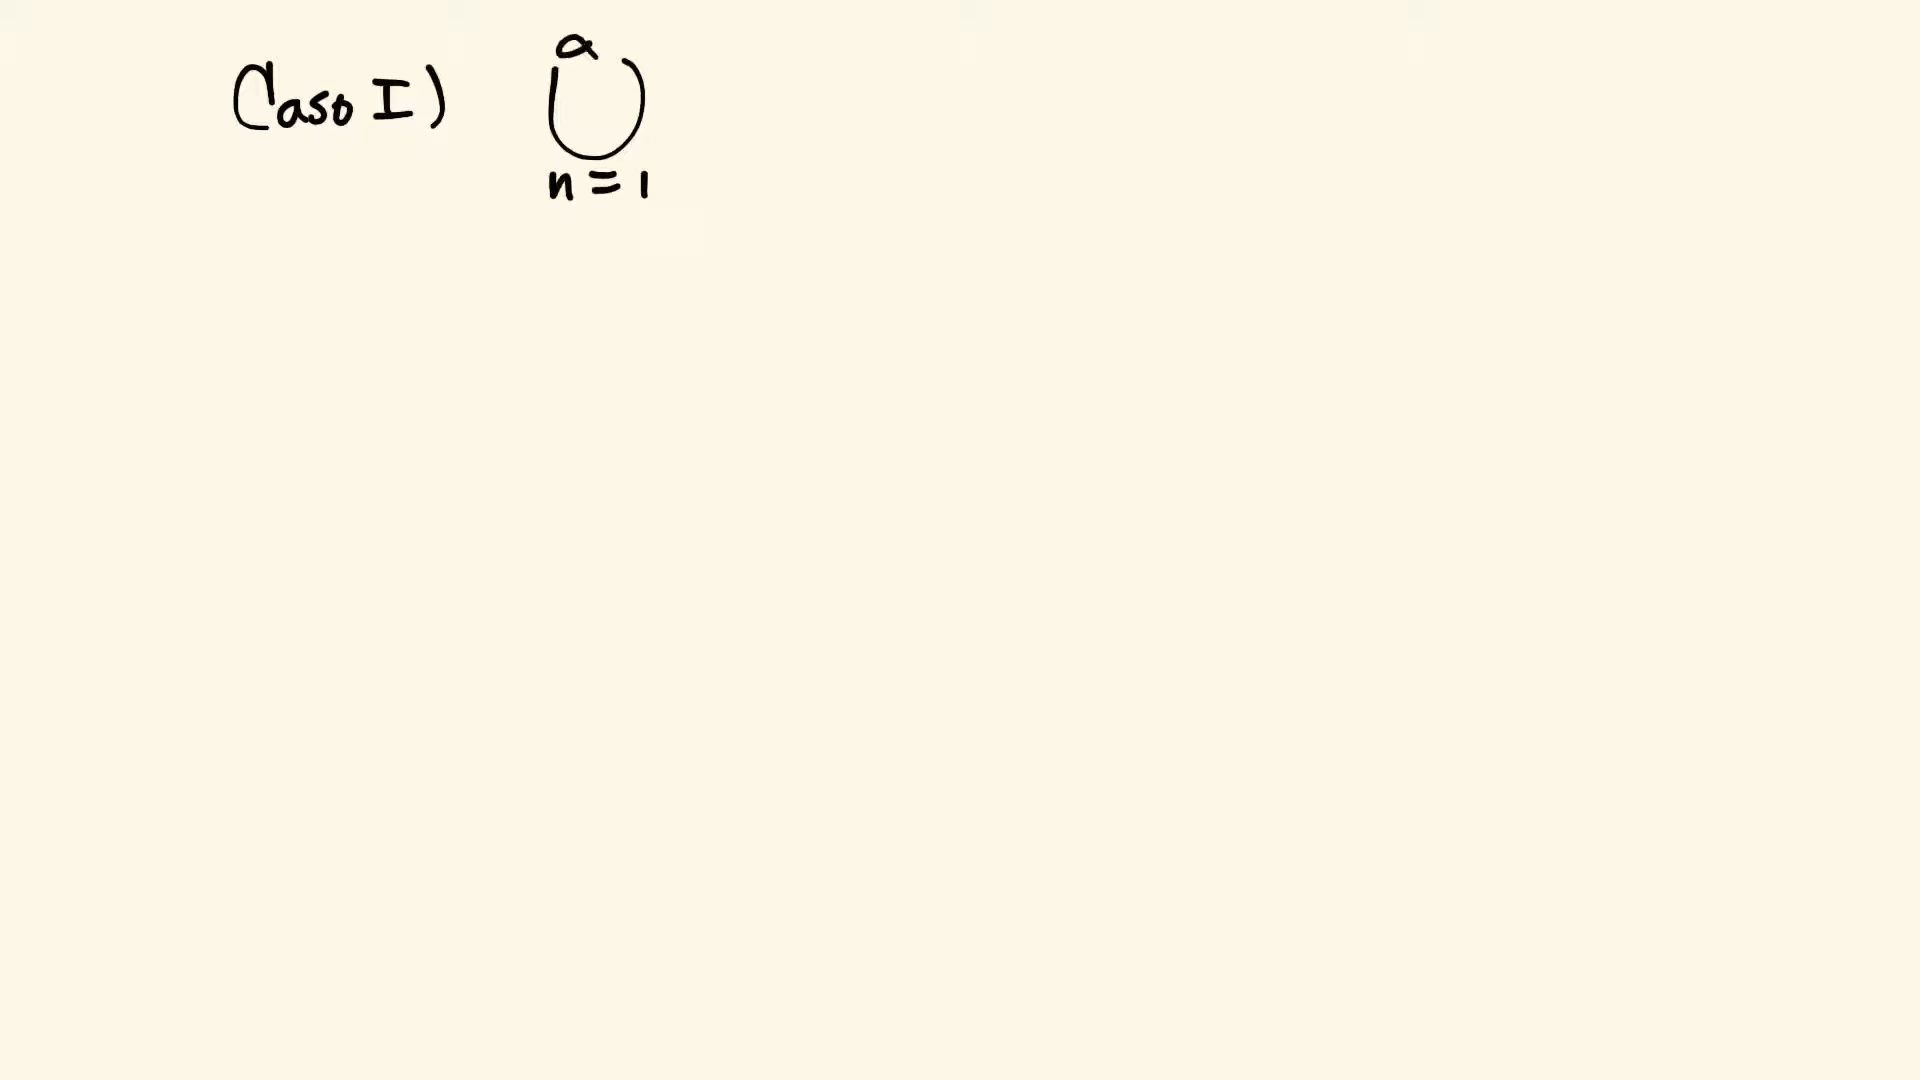 Caso I) a
⋃
n = 1